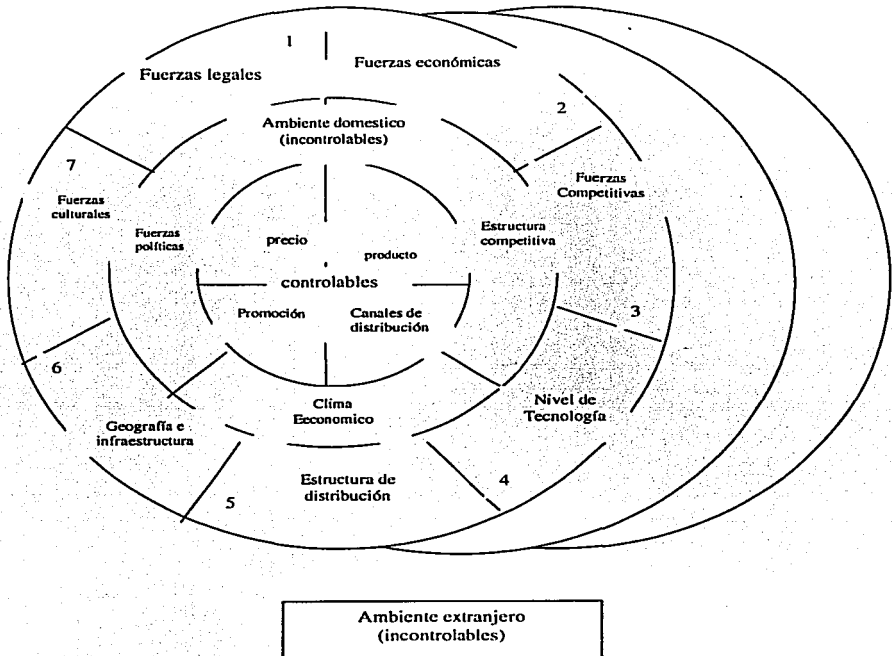 1
Fuerzas legales
Fuerzas económicas
2
Ambiente domestico
(incontrolables)
7
Fuerzas
culturales
Fuerzas
políticas
Fuerzas
Competitivas
Estructura
competitiva
precio
producto
controlables
Promoción
Canales de
distribución
3
6
Clima
Eeconomico
Nivel de
Tecnología
Geografía e
infraestructura
Estructura de
distribución
4
5
Ambiente extranjero
(incontrolables)